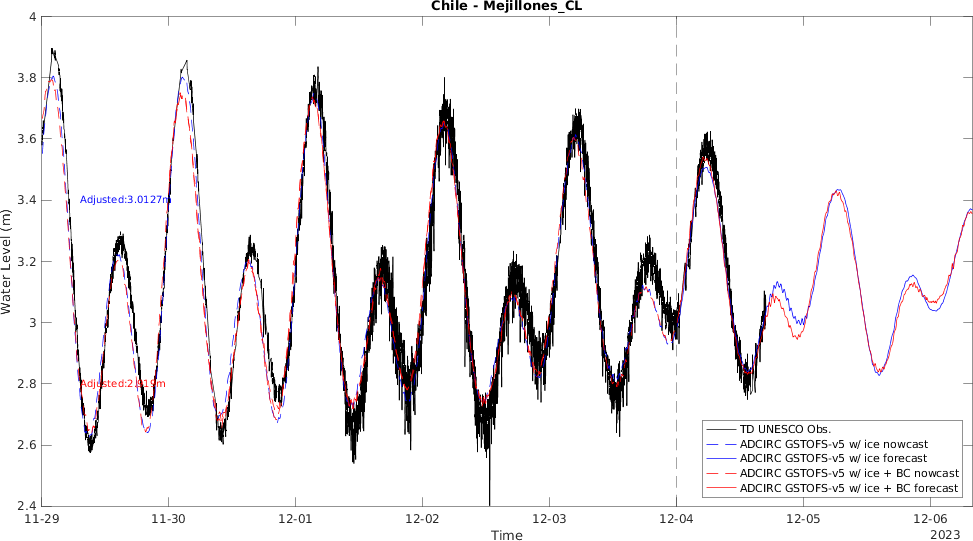 Chile - Mejillones_CL
4
3.8
3.6
3.4
3.2
3
2.8
2.6
2.4
Water Level (m)
Adjusted:3.0127m
TD UNESCO Obs.
ADCIRC GSTOFS-v5 w/ ice nowcast
ADCIRC GSTOFS-v5 w/ ice forecast
ADCIRC GSTOFS-v5 w/ ice + BC nowcast
ADCIRC GSTOFS-v5 w/ ice + BC forecast
11-29 11-30 12-01 12-02 12-03 12-04 12-05 12-06
Time
2023